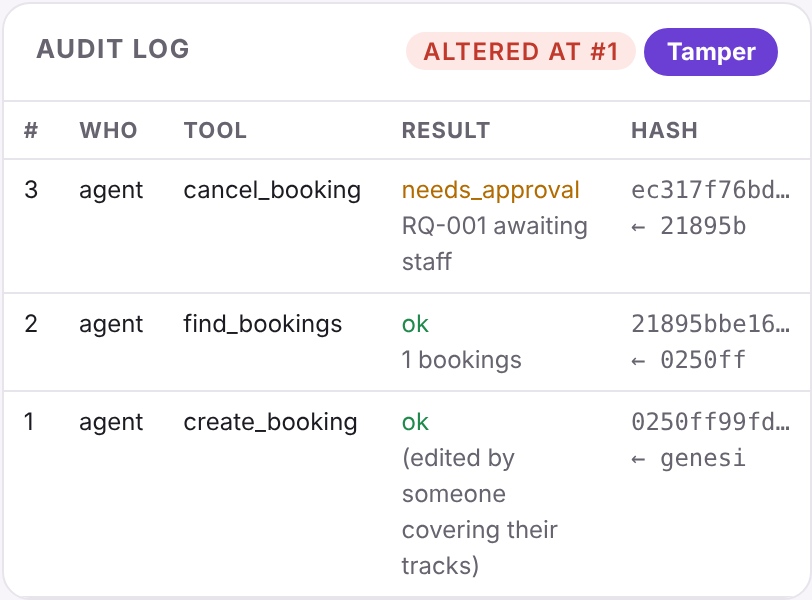 AUDIT LOG
ALTERED AT #1
Tamper
# WHO TOOL RESULT HASH
3 agent cancel_booking needs_approval ec317f76bd…
RQ-001 awaiting ← 21895b
staff
2 agent find_bookings ok 21895bbe16…
1 bookings ← 0250ff
1 agent create_booking ok 0250ff99fd…
(edited by ← genesi
someone
covering their
tracks)